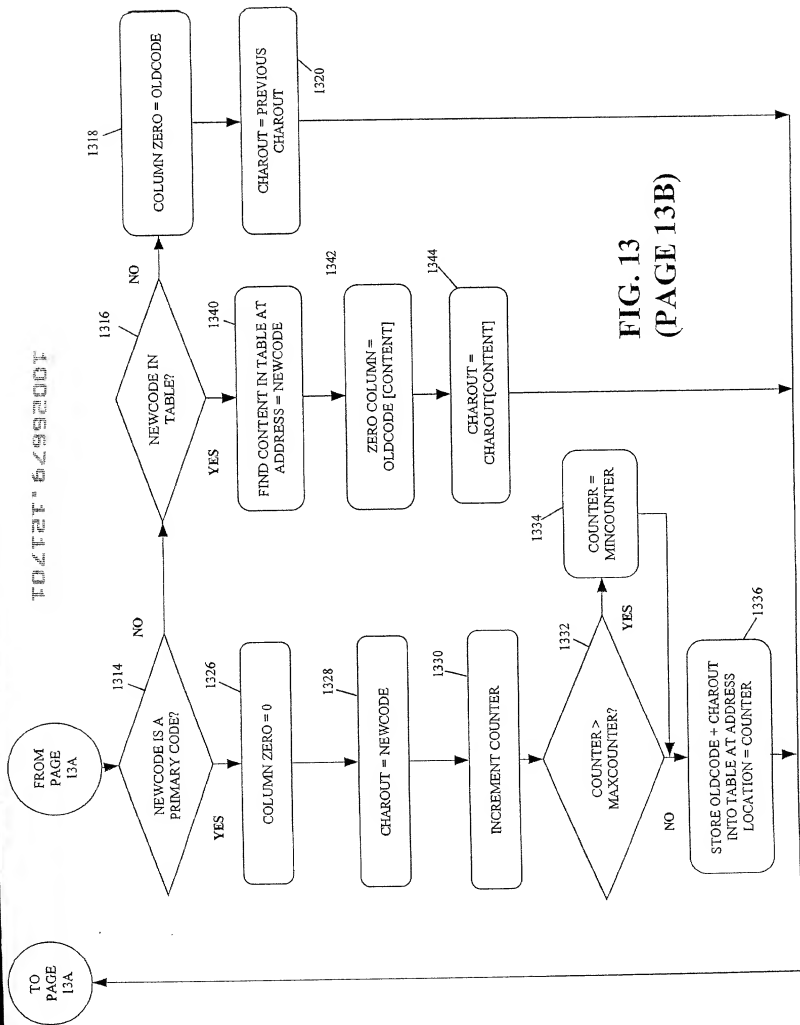 10026679.121701
TO
PAGE
13A
FROM
PAGE
13A
1314
NEWCODE IS A
PRIMARY CODE?
NO
YES
1326
COLUMN ZERO = 0
1328
CHAROUT = NEWCODE
1330
INCREMENT COUNTER
1332
COUNTER >
MAXCOUNTER?
YES
NO
1334
COUNTER =
MINCOUNTER
1336
STORE OLDCODE + CHAROUT
INTO TABLE AT ADDRESS
LOCATION = COUNTER
1316
NEWCODE IN
TABLE?
NO
YES
1340
FIND CONTENT IN TABLE AT
ADDRESS = NEWCODE
1342
ZERO COLUMN =
OLDCODE [CONTENT]
1344
CHAROUT =
CHAROUT[CONTENT]
1318
COLUMN ZERO = OLDCODE
1320
CHAROUT = PREVIOUS
CHAROUT
FIG. 13
(PAGE 13B)